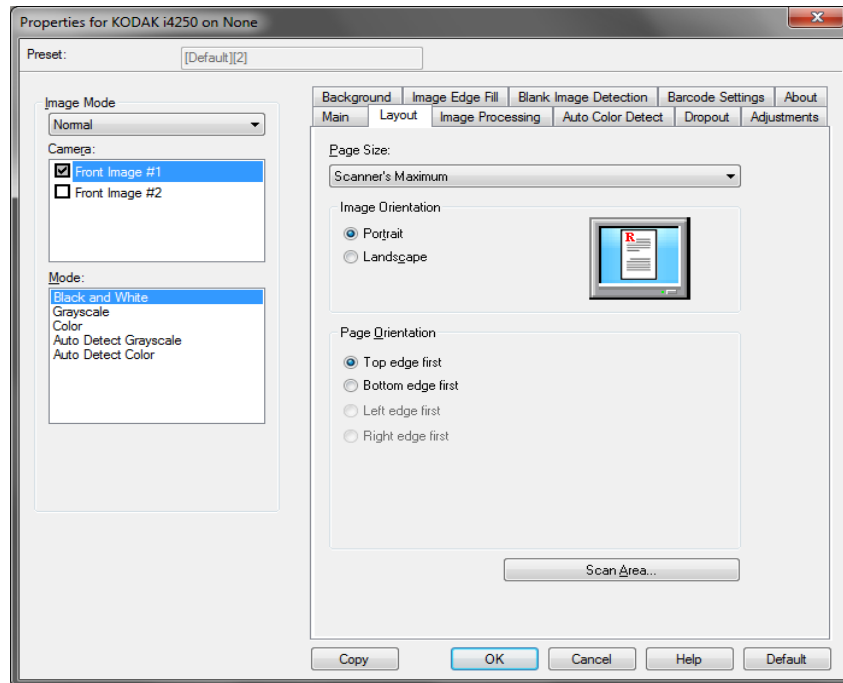 Properties for KODAK i4250 on None
Preset:
[Default][2]
Image Mode
Normal
Camera:
Front Image #1
Front Image #2
Mode:
Black and White
Grayscale
Color
Auto Detect Grayscale
Auto Detect Color
Background Image Edge Fill Blank Image Detection Barcode Settings About
Main Layout Image Processing Auto Color Detect Dropout Adjustments
Page Size:
Scanner's Maximum
Image Orientation
Portrait
Landscape
R
Page Orientation
Top edge first
Bottom edge first
Left edge first
Right edge first
Scan Area...
Copy OK Cancel Help Default